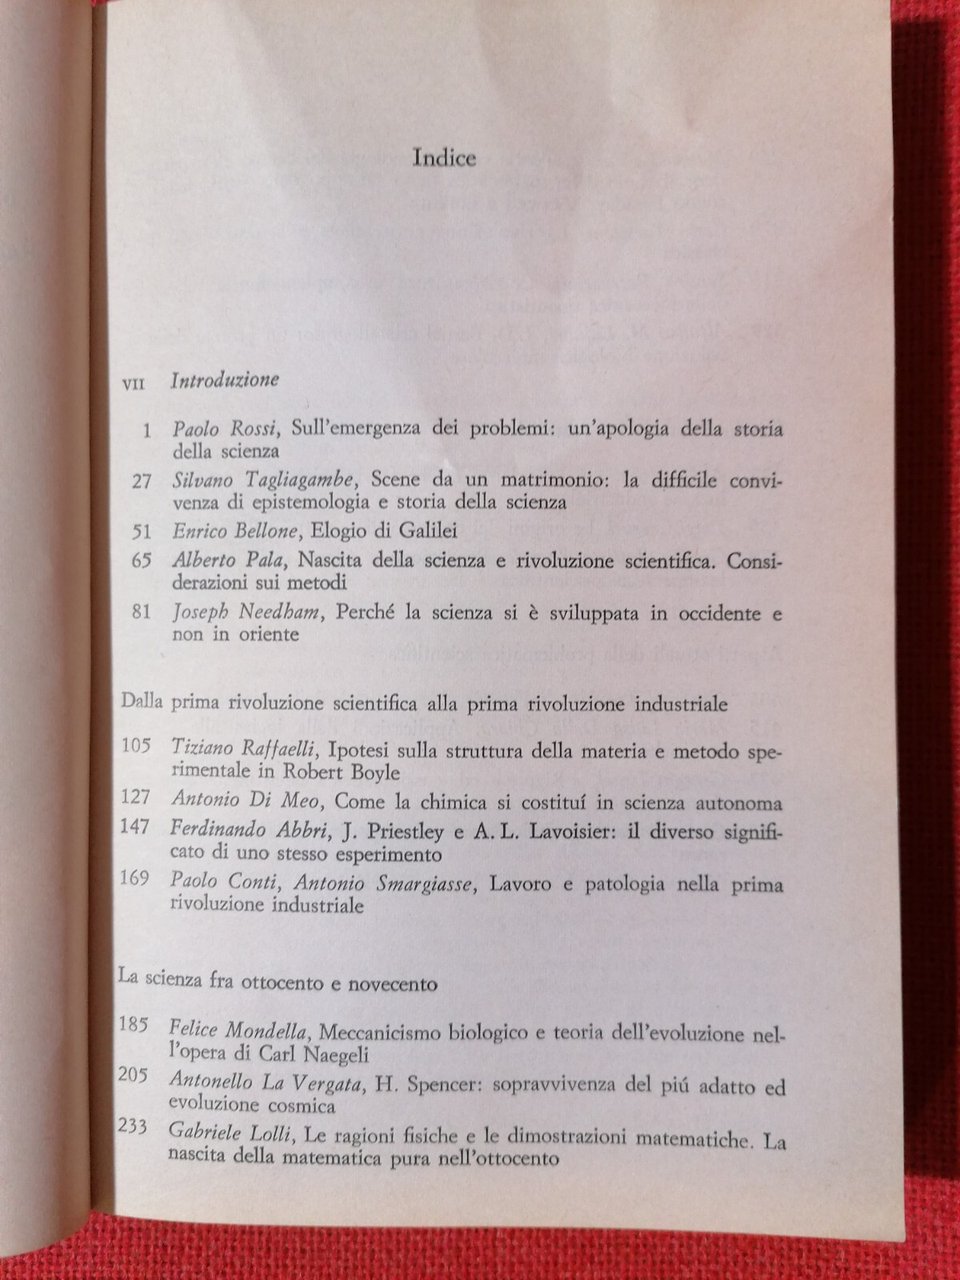 Indice
VII Introduzione
1 Paolo Rossi, Sull'emergenza dei problemi: un'apologia della storia
della scienza
27 Silvano Tagliagambe, Scene da un matrimonio: la difficile convi-
venza di epistemologia e storia della scienza
51 Enrico Bellone, Elogio di Galilei
65 Alberto Pala, Nascita della scienza e rivoluzione scientifica. Consi-
derazioni sui metodi
81 Joseph Needham, Perché la scienza si è sviluppata in occidente e
non in oriente
Dalla prima rivoluzione scientifica alla prima rivoluzione industriale
105 Tiziano Raffaelli, Ipotesi sulla struttura della materia e metodo spe-
rimentale in Robert Boyle
127 Antonio Di Meo, Come la chimica si costituí in scienza autonoma
147 Ferdinando Abbri, J. Priestley e A. L. Lavoisier: il diverso signifi-
cato di uno stesso esperimento
169 Paolo Conti, Antonio Smargiasse, Lavoro e patologia nella prima
rivoluzione industriale
La scienza fra ottocento e novecento
185 Felice Mondella, Meccanicismo biologico e teoria dell'evoluzione nel-
l'opera di Carl Naegeli
205 Antonello La Vergata, H. Spencer: sopravvivenza del piú adatto ed
evoluzione cosmica
233 Gabriele Lolli, Le ragioni fisiche e le dimostrazioni matematiche. La
nascita della matematica pura nell'ottocento